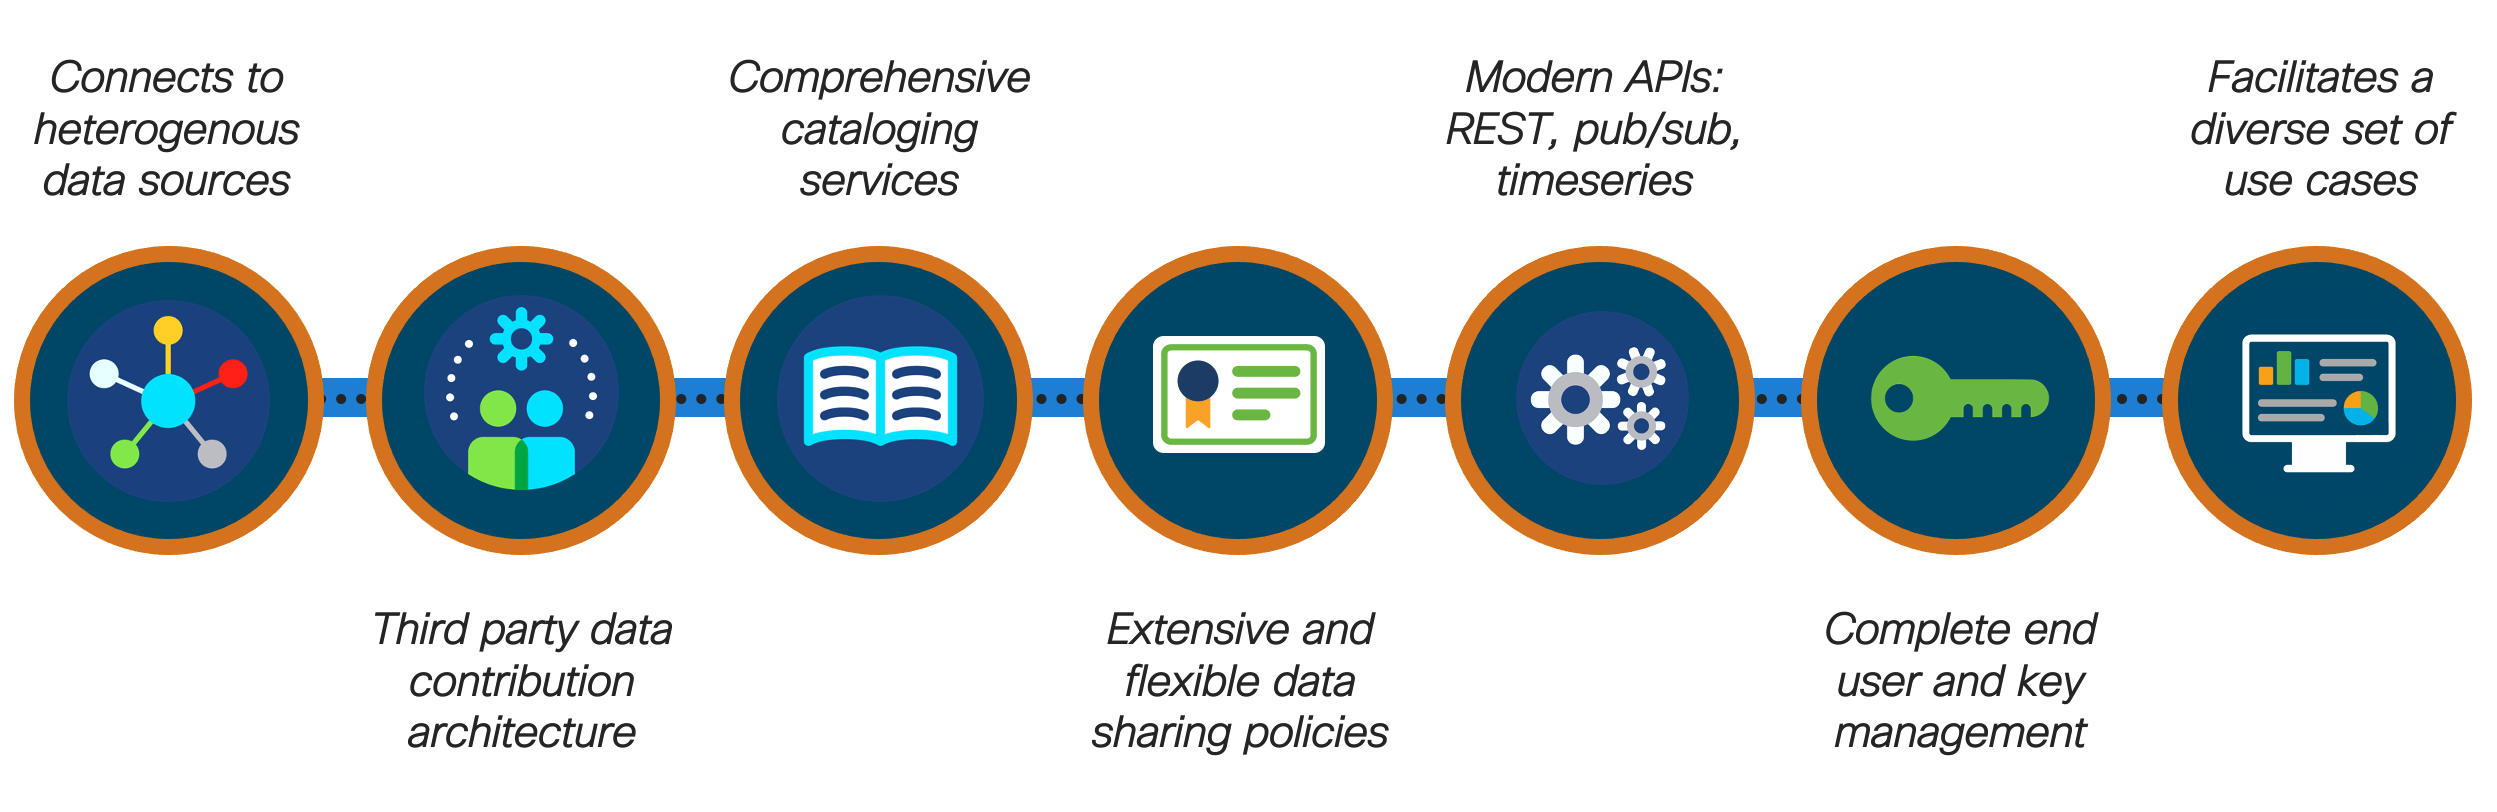 Connects to
heterogenous
data sources
Third party data
contribution
architecture
Comprehensive
cataloging
services
Extensive and
flexible data
sharing policies
Modern APIs:
REST, pub/sub,
timeseries
Complete end
user and key
management
Facilitates a
diverse set of
use cases